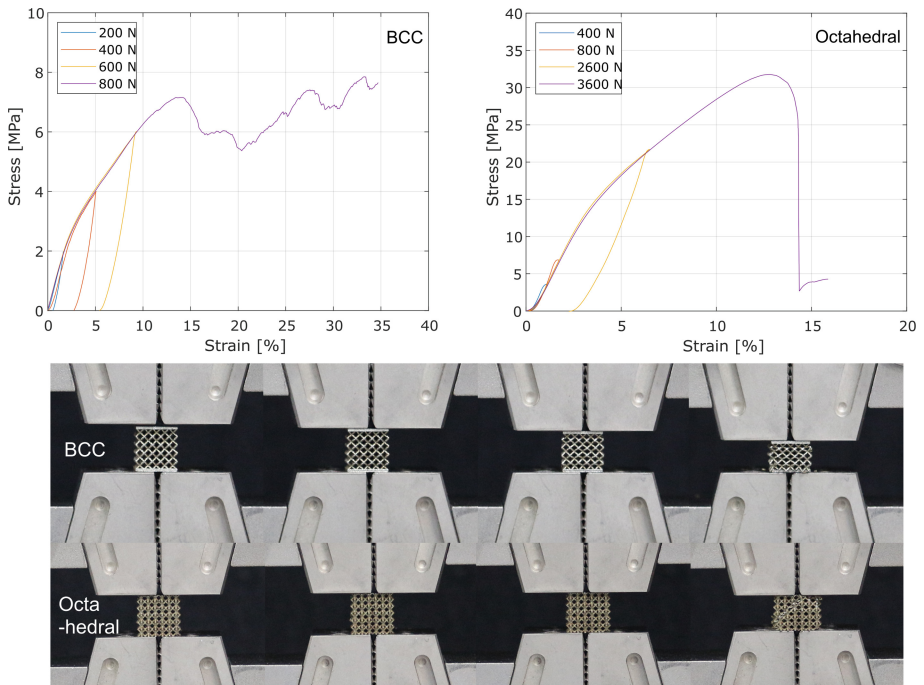 BCC
200 N
400 N
600 N
800 N
Stress [MPa]
10
8
6
4
2
0
0 5 10 15 20 25 30 35 40
Strain [%]
Octahedral
400 N
800 N
2600 N
3600 N
Stress [MPa]
40
35
30
25
20
15
10
5
0
0 5 10 15 20
Strain [%]
BCC
Octa
-hedral